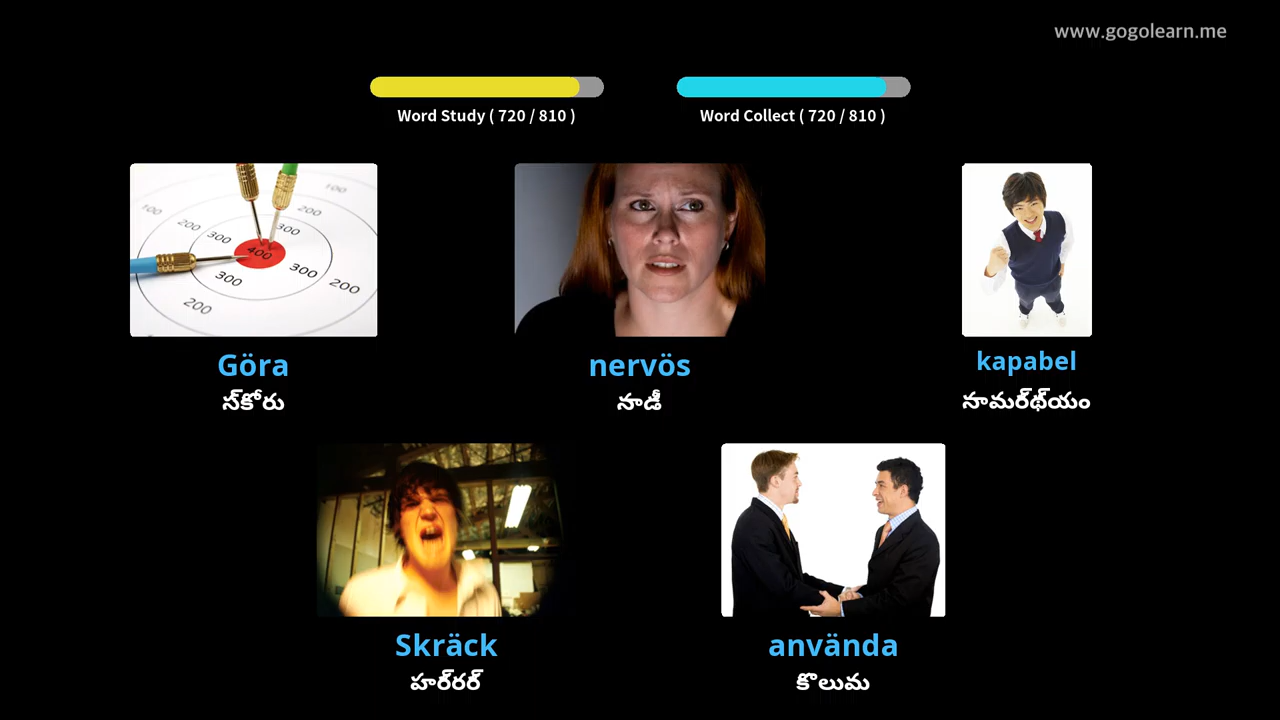 www.gogolearn.me
Word Study ( 720 / 810 )
Word Collect ( 720 / 810 )
Göra
nervös
kapabel
స్‌కోరు
నాడీ
సామర్‌థ్‌యం
Skräck
använda
హర్‌రర్
కొలుమ